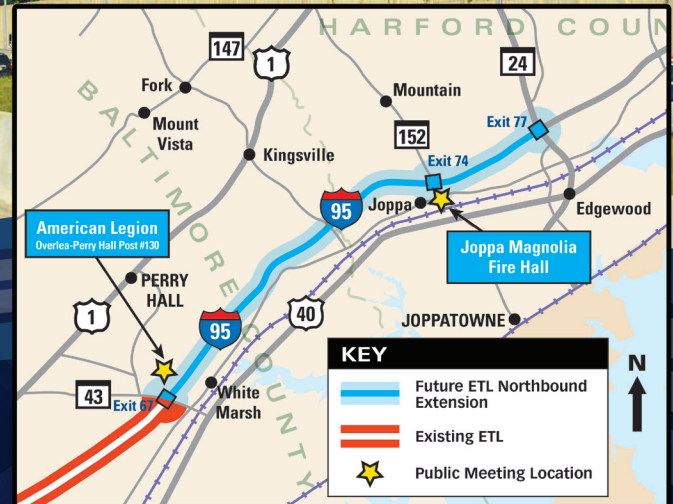 HARFORD COUN
147
1
24
Fork
Mountain
Mount
Vista
152
Exit 77
Kingsville
Exit 74
BALTIMORE COUNTY
95
Joppa
Edgewood
American Legion
Overlea-Perry Hall Post #130
Joppa Magnolia
Fire Hall
PERRY
HALL
1
95
40
JOPPATOWNE
43
Exit 67
White
Marsh
KEY
Future ETL Northbound
Extension
Existing ETL
Public Meeting Location
N